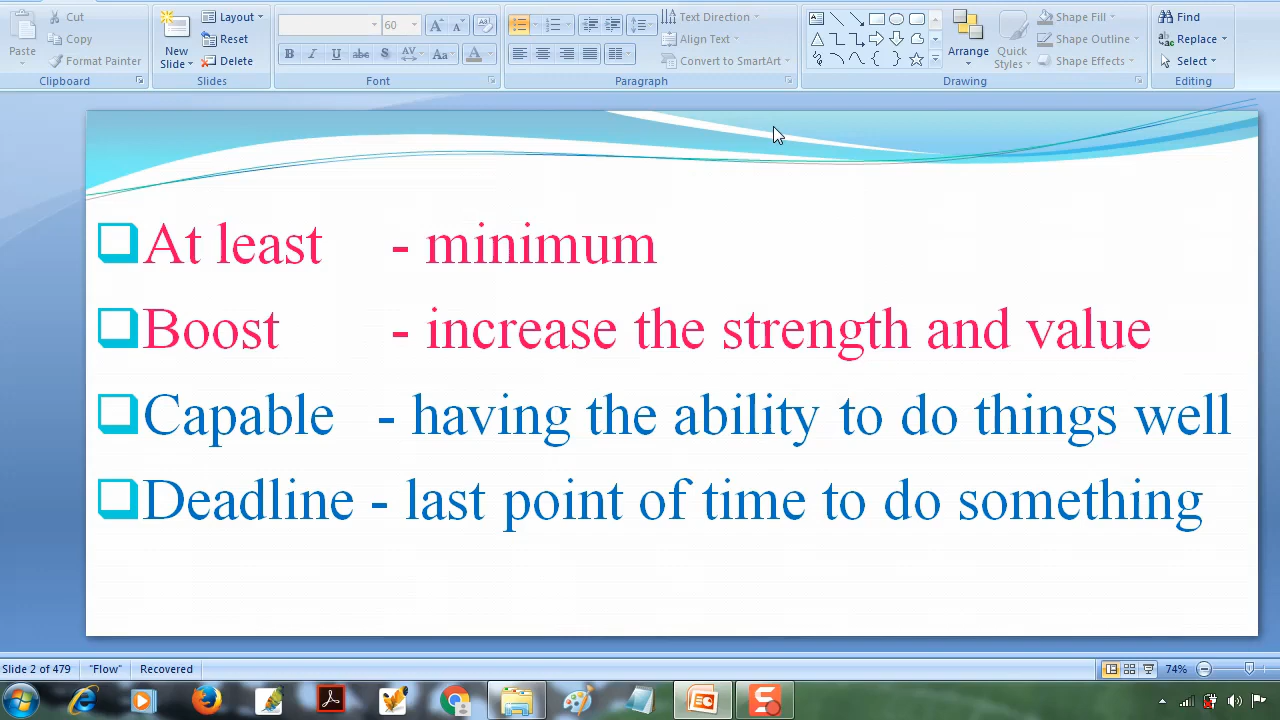 Cut
Copy
Format Painter
Paste
Clipboard
New
Slide
Layout
Reset
Delete
Slides
60
B I U abc S AV Aa A
Font
Text Direction
Align Text
Convert to SmartArt
Paragraph
Arrange
Quick
Styles
Shape Fill
Shape Outline
Shape Effects
Drawing
Find
Replace
Select
Editing
At least - minimum
Boost - increase the strength and value
Capable - having the ability to do things well
Deadline - last point of time to do something
Slide 2 of 479 "Flow" Recovered 74%